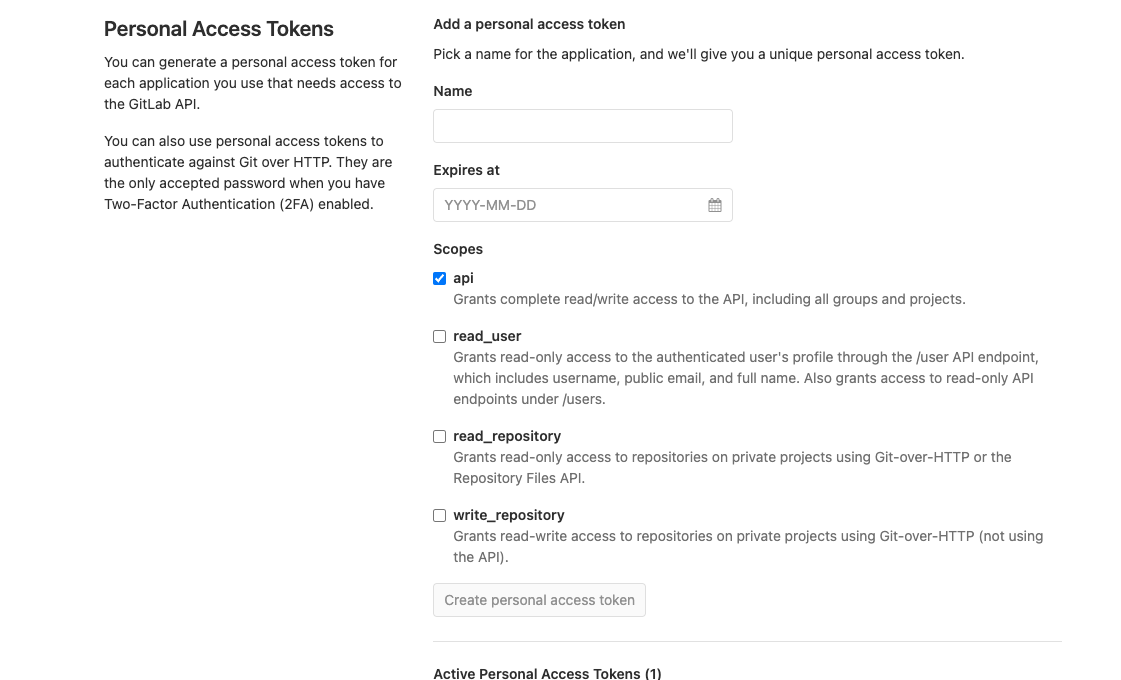 Personal Access Tokens
You can generate a personal access token for
each application you use that needs access to
the GitLab API.
You can also use personal access tokens to
authenticate against Git over HTTP. They are
the only accepted password when you have
Two-Factor Authentication (2FA) enabled.
Add a personal access token
Pick a name for the application, and we'll give you a unique personal access token.
Name
Expires at
YYYY-MM-DD
Scopes
api
Grants complete read/write access to the API, including all groups and projects.
read_user
Grants read-only access to the authenticated user's profile through the /user API endpoint,
which includes username, public email, and full name. Also grants access to read-only API
endpoints under /users.
read_repository
Grants read-only access to repositories on private projects using Git-over-HTTP or the
Repository Files API.
write_repository
Grants read-write access to repositories on private projects using Git-over-HTTP (not using
the API).
Create personal access token
Active Personal Access Tokens (1)